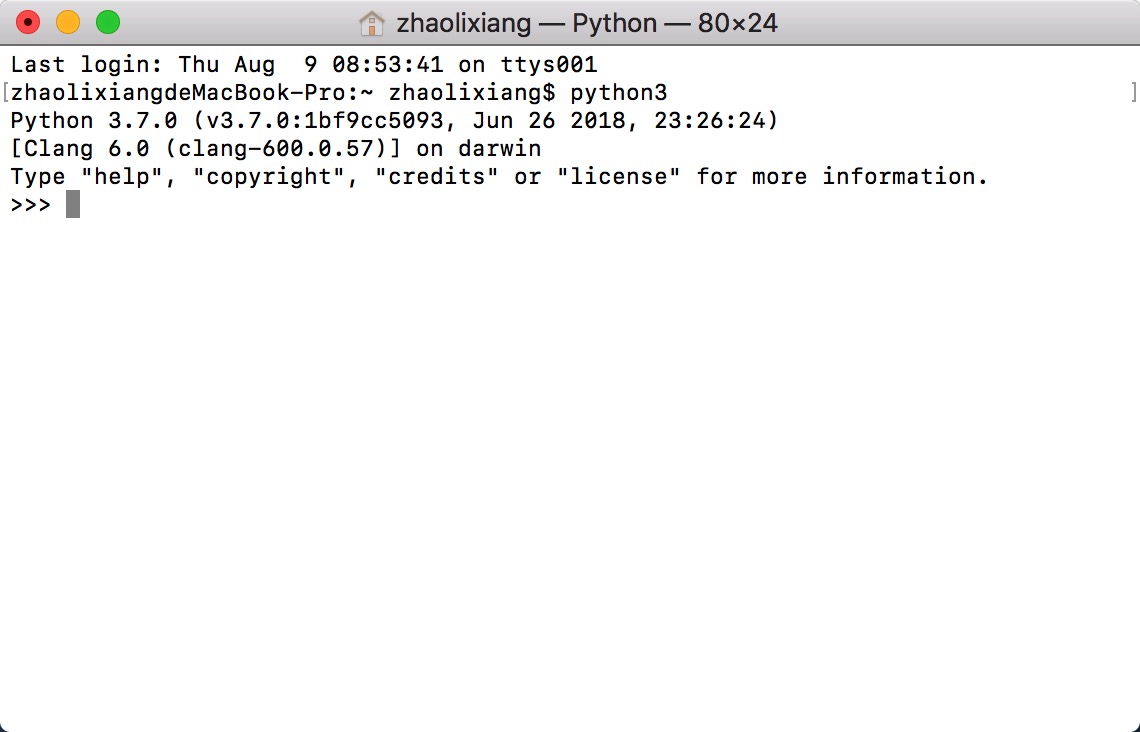 zhaolixiang — Python — 80×24
Last login: Thu Aug  9 08:53:41 on ttys001
[zhaolixiangdeMacBook-Pro:~ zhaolixiang$ python3 ]
Python 3.7.0 (v3.7.0:1bf9cc5093, Jun 26 2018, 23:26:24)
[Clang 6.0 (clang-600.0.57)] on darwin
Type "help", "copyright", "credits" or "license" for more information.
>>>